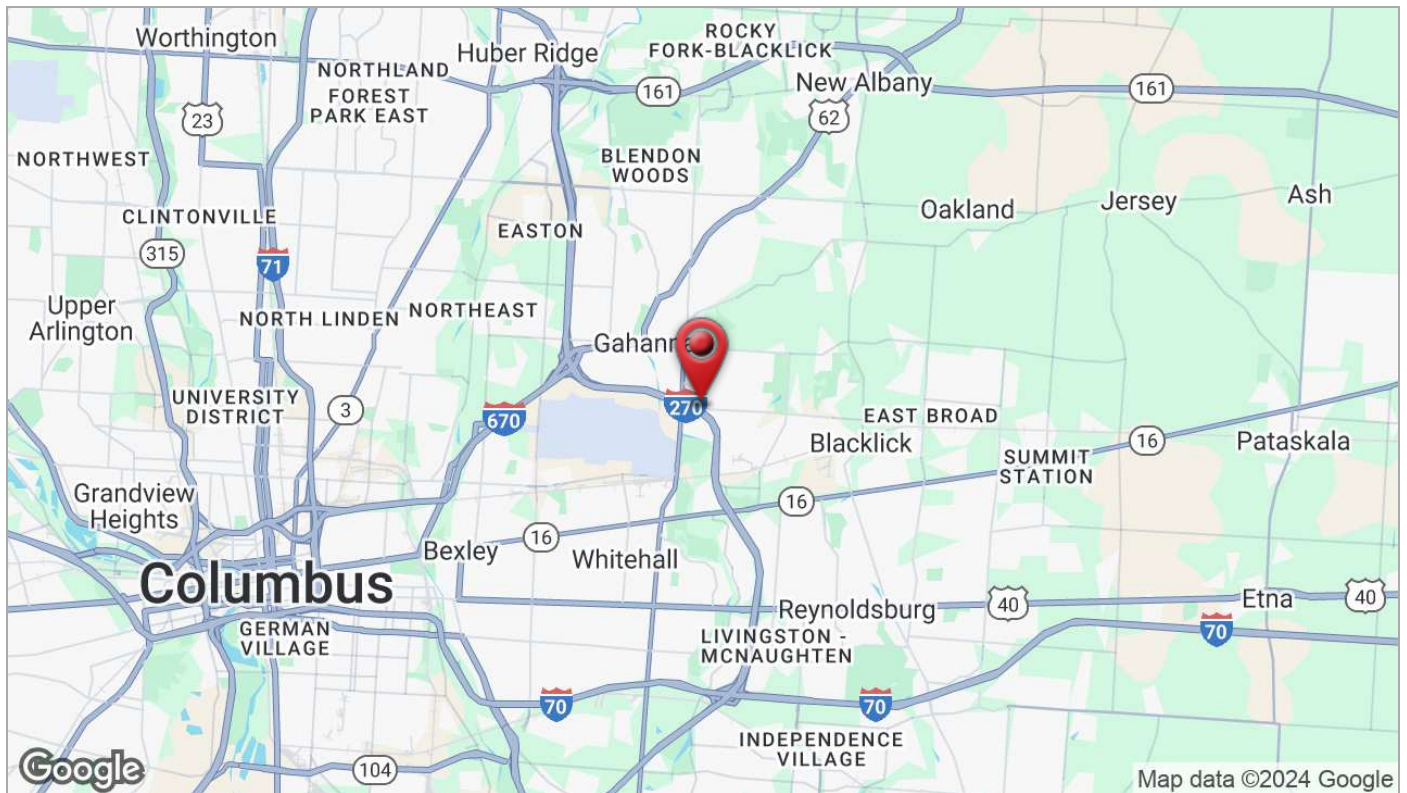 Worthington
Huber Ridge
ROCKY
FORK-BLACKLICK
NORTHLAND
FOREST
PARK EAST
161
New Albany
161
23
62
NORTHWEST
BLENDON
WOODS
CLINTONVILLE
EASTON
Oakland
Jersey
Ash
315
71
Upper
Arlington
NORTH LINDEN
NORTHEAST
Gahanna
UNIVERSITY
DISTRICT
3
670
270
EAST BROAD
Blacklick
16
Pataskala
SUMMIT
STATION
Grandview
Heights
16
16
Bexley
Whitehall
Columbus
Reynoldsburg
40
Etna
40
GERMAN
VILLAGE
LIVINGSTON -
MCNAUGHTEN
70
70
70
INDEPENDENCE
VILLAGE
104
Google
Map data ©2024 Google